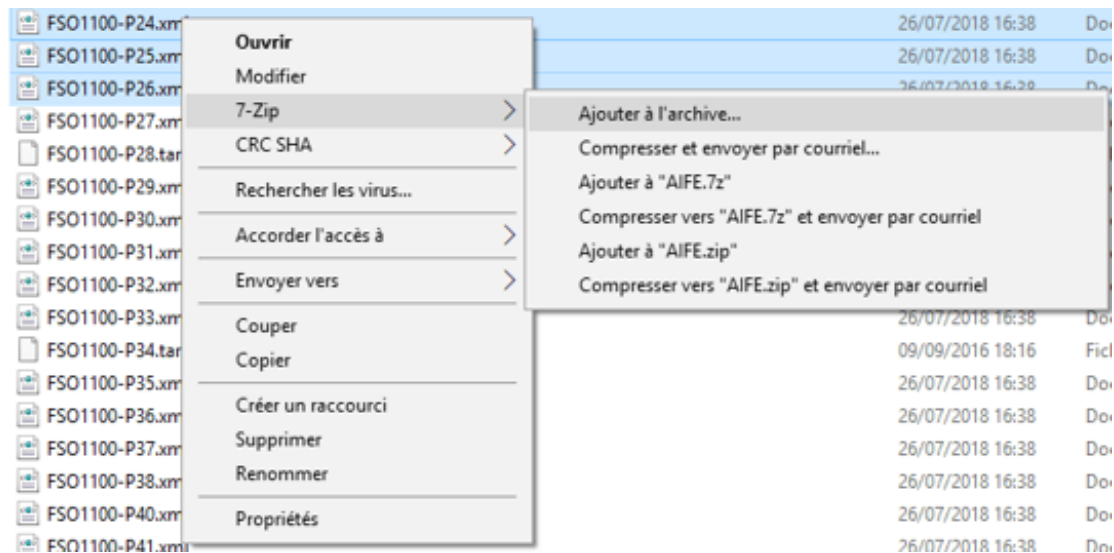 FSO1100-P24.xml 26/07/2018 16:38
Ouvrir
FSO1100-P25.xm 26/07/2018 16:38
Modifier
FSO1100-P26.xm 26/07/2018 16:38
7-Zip
Ajouter à l'archive...
FSO1100-P27.xm
CRC SHA
Compresser et envoyer par courriel...
FSO1100-P28.tar
Ajouter à "AIFE.7z"
FSO1100-P29.xm
Rechercher les virus...
Compresser vers "AIFE.7z" et envoyer par courriel
FSO1100-P30.xm
Accorder l'accès à
Ajouter à "AIFE.zip"
FSO1100-P31.xm
Envoyer vers
Compresser vers "AIFE.zip" et envoyer par courriel
FSO1100-P32.xm
FSO1100-P33.xm 26/07/2018 16:38
Couper
FSO1100-P34.tar 09/09/2016 18:16
Copier
FSO1100-P35.xm 26/07/2018 16:38
Créer un raccourci
FSO1100-P36.xm 26/07/2018 16:38
Supprimer
FSO1100-P37.xm 26/07/2018 16:38
Renommer
FSO1100-P38.xm 26/07/2018 16:38
FSO1100-P40.xm 26/07/2018 16:38
Propriétés
FSO1100-P41.xml 26/07/2018 16:38